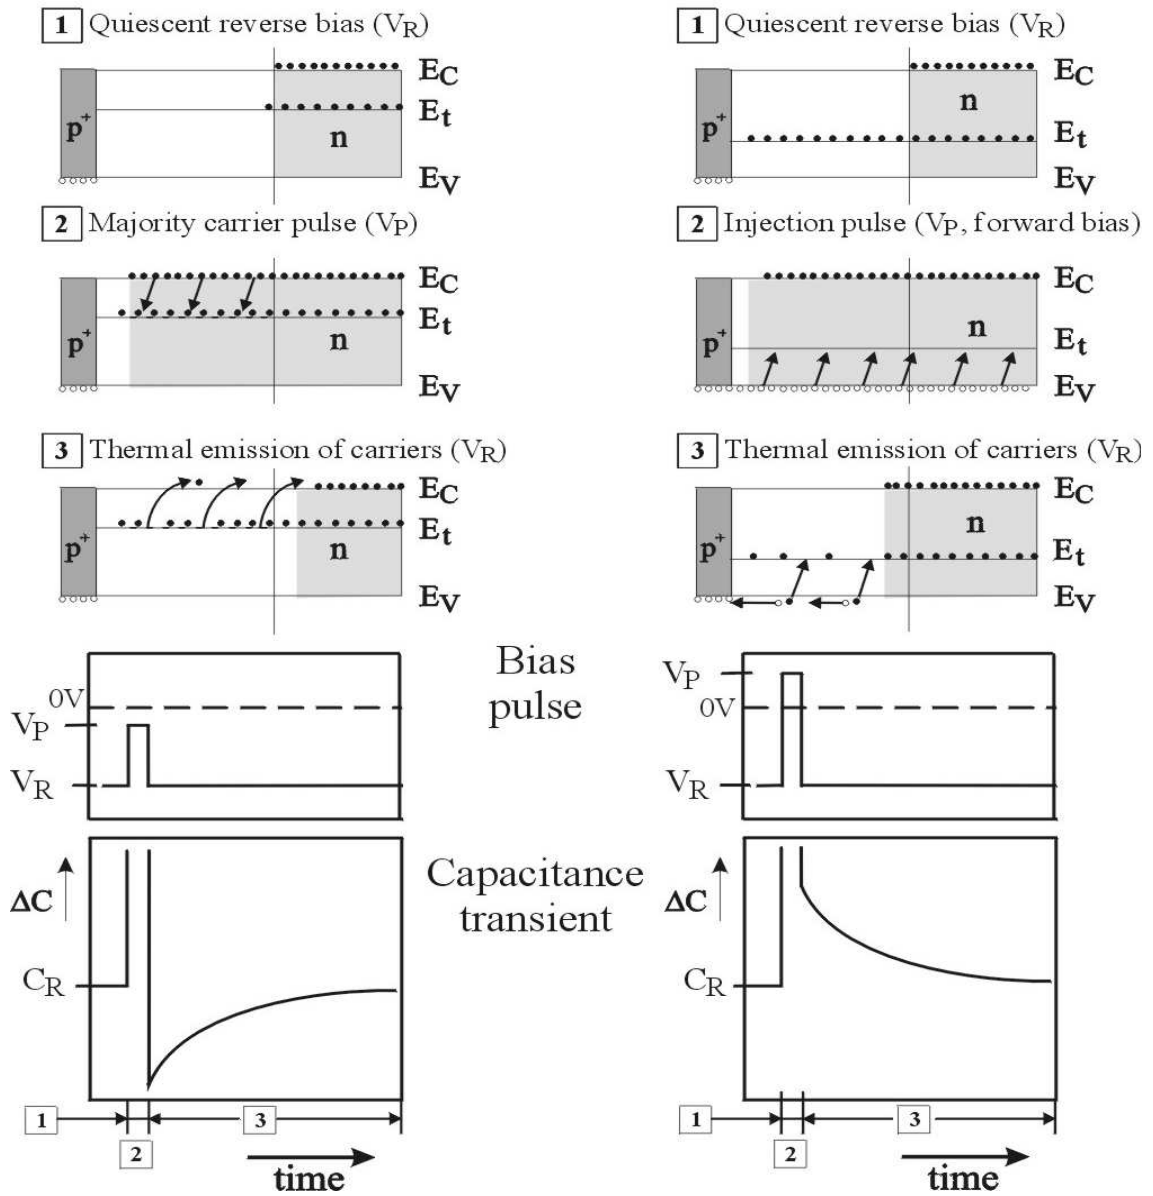 1 Quiescent reverse bias (VR)
EC
Et
p+
n
EV
2 Majority carrier pulse (VP)
EC
Et
p+
n
EV
3 Thermal emission of carriers (VR)
EC
Et
p+
n
EV
1 Quiescent reverse bias (VR)
EC
n
p+
Et
EV
2 Injection pulse (VP, forward bias)
EC
n
p+
Et
EV
3 Thermal emission of carriers (VR)
EC
n
p+
Et
EV
Bias
pulse
0V
VP
VR
VP
0V
VR
Capacitance
transient
ΔC
CR
1
3
2
time
ΔC
CR
1
3
2
time